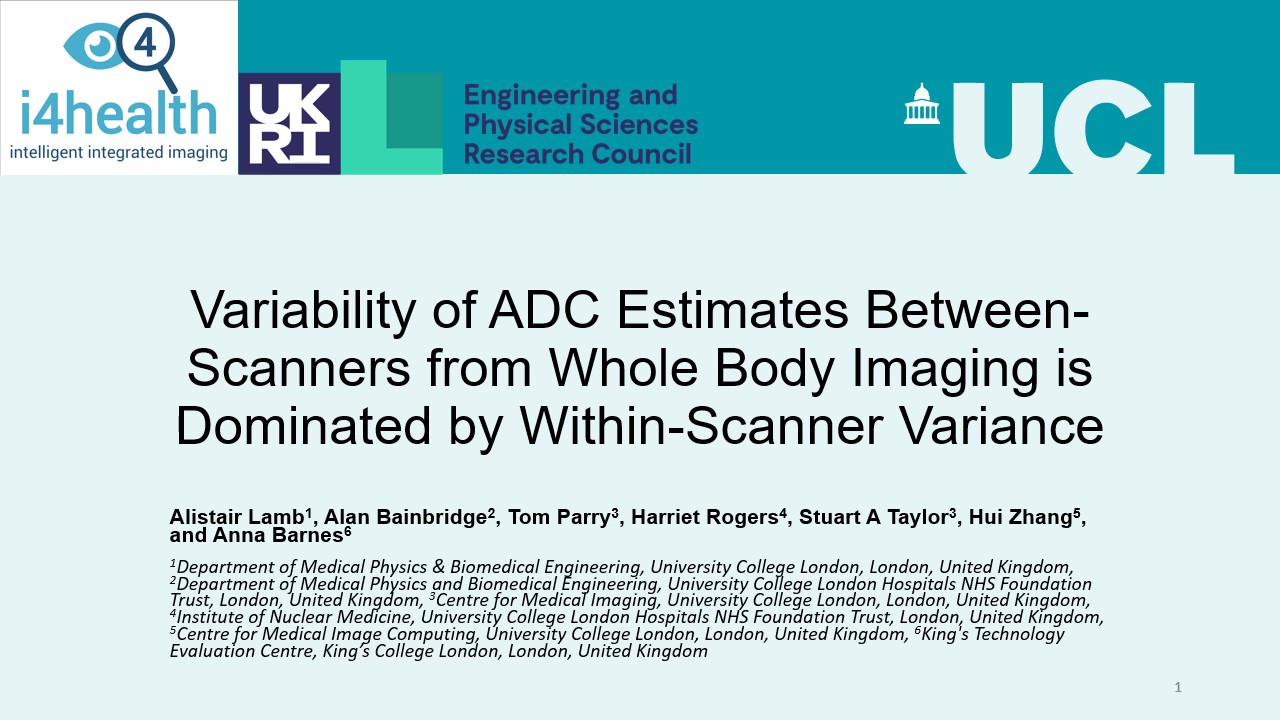 4
i4health
intelligent integrated imaging
UK
RI
Engineering and
Physical Sciences
Research Council
UCL
Variability of ADC Estimates Between-
Scanners from Whole Body Imaging is
Dominated by Within-Scanner Variance
Alistair Lamb¹, Alan Bainbridge², Tom Parry³, Harriet Rogers⁴, Stuart A Taylor³, Hui Zhang⁵,
and Anna Barnes⁶
¹Department of Medical Physics & Biomedical Engineering, University College London, London, United Kingdom,
²Department of Medical Physics and Biomedical Engineering, University College London Hospitals NHS Foundation
Trust, London, United Kingdom, ³Centre for Medical Imaging, University College London, London, United Kingdom,
⁴Institute of Nuclear Medicine, University College London Hospitals NHS Foundation Trust, London, United Kingdom,
⁵Centre for Medical Image Computing, University College London, London, United Kingdom, ⁶King's Technology
Evaluation Centre, King’s College London, London, United Kingdom
1